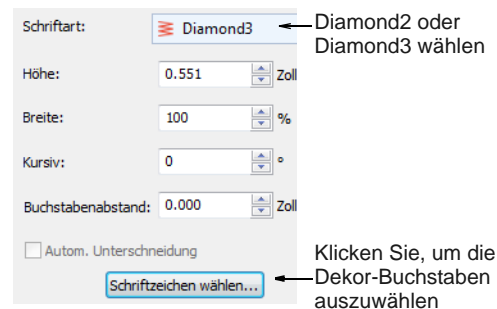 Schriftart: Diamond3
Diamond2 oder
Diamond3 wählen
Höhe: 0.551 Zoll
Breite: 100 %
Kursiv: 0 °
Buchstabenabstand: 0.000 Zoll
Autom. Unterschneidung
Schriftzeichen wählen...
Klicken Sie, um die
Dekor-Buchstaben
auszuwählen